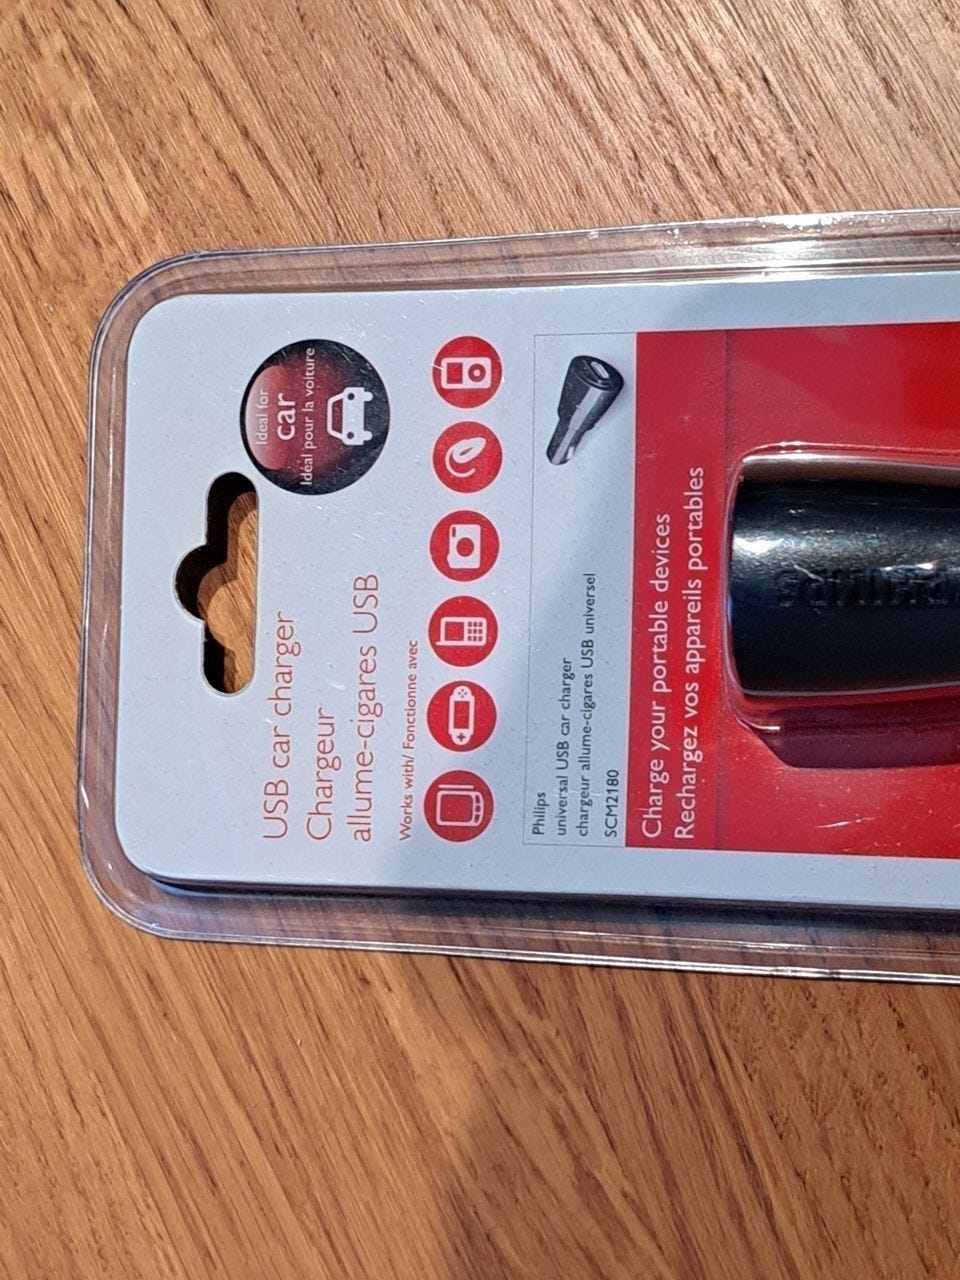 Ideal for
car
Idéal pour la voiture
USB car charger
Chargeur
allume-cigares USB
Works with/ Fonctionne avec
Philips
universal USB car charger
chargeur allume-cigares USB universel
SCM2180
Charge your portable devices
Rechargez vos appareils portables
PHILIPS